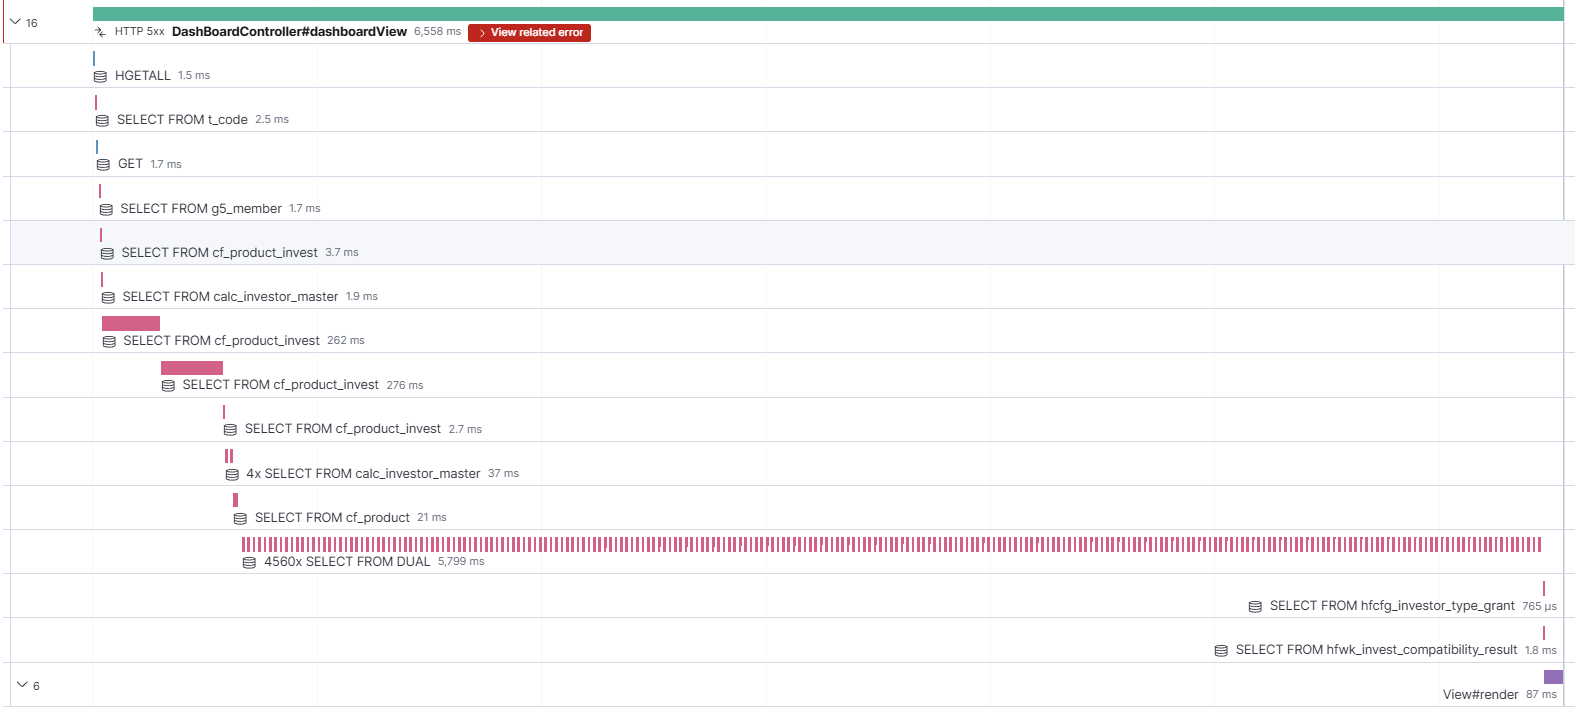 16
HTTP 5xx DashBoardController#dashboardView 6,558 ms View related error
HGETALL 1.5 ms
SELECT FROM t_code 2.5 ms
GET 1.7 ms
SELECT FROM g5_member 1.7 ms
SELECT FROM cf_product_invest 3.7 ms
SELECT FROM calc_investor_master 1.9 ms
SELECT FROM cf_product_invest 262 ms
SELECT FROM cf_product_invest 276 ms
SELECT FROM cf_product_invest 2.7 ms
4x SELECT FROM calc_investor_master 37 ms
SELECT FROM cf_product 21 ms
4560x SELECT FROM DUAL 5,799 ms
SELECT FROM hfcfg_investor_type_grant 765 μs
SELECT FROM hfwk_invest_compatibility_result 1.8 ms
6
View#render 87 ms